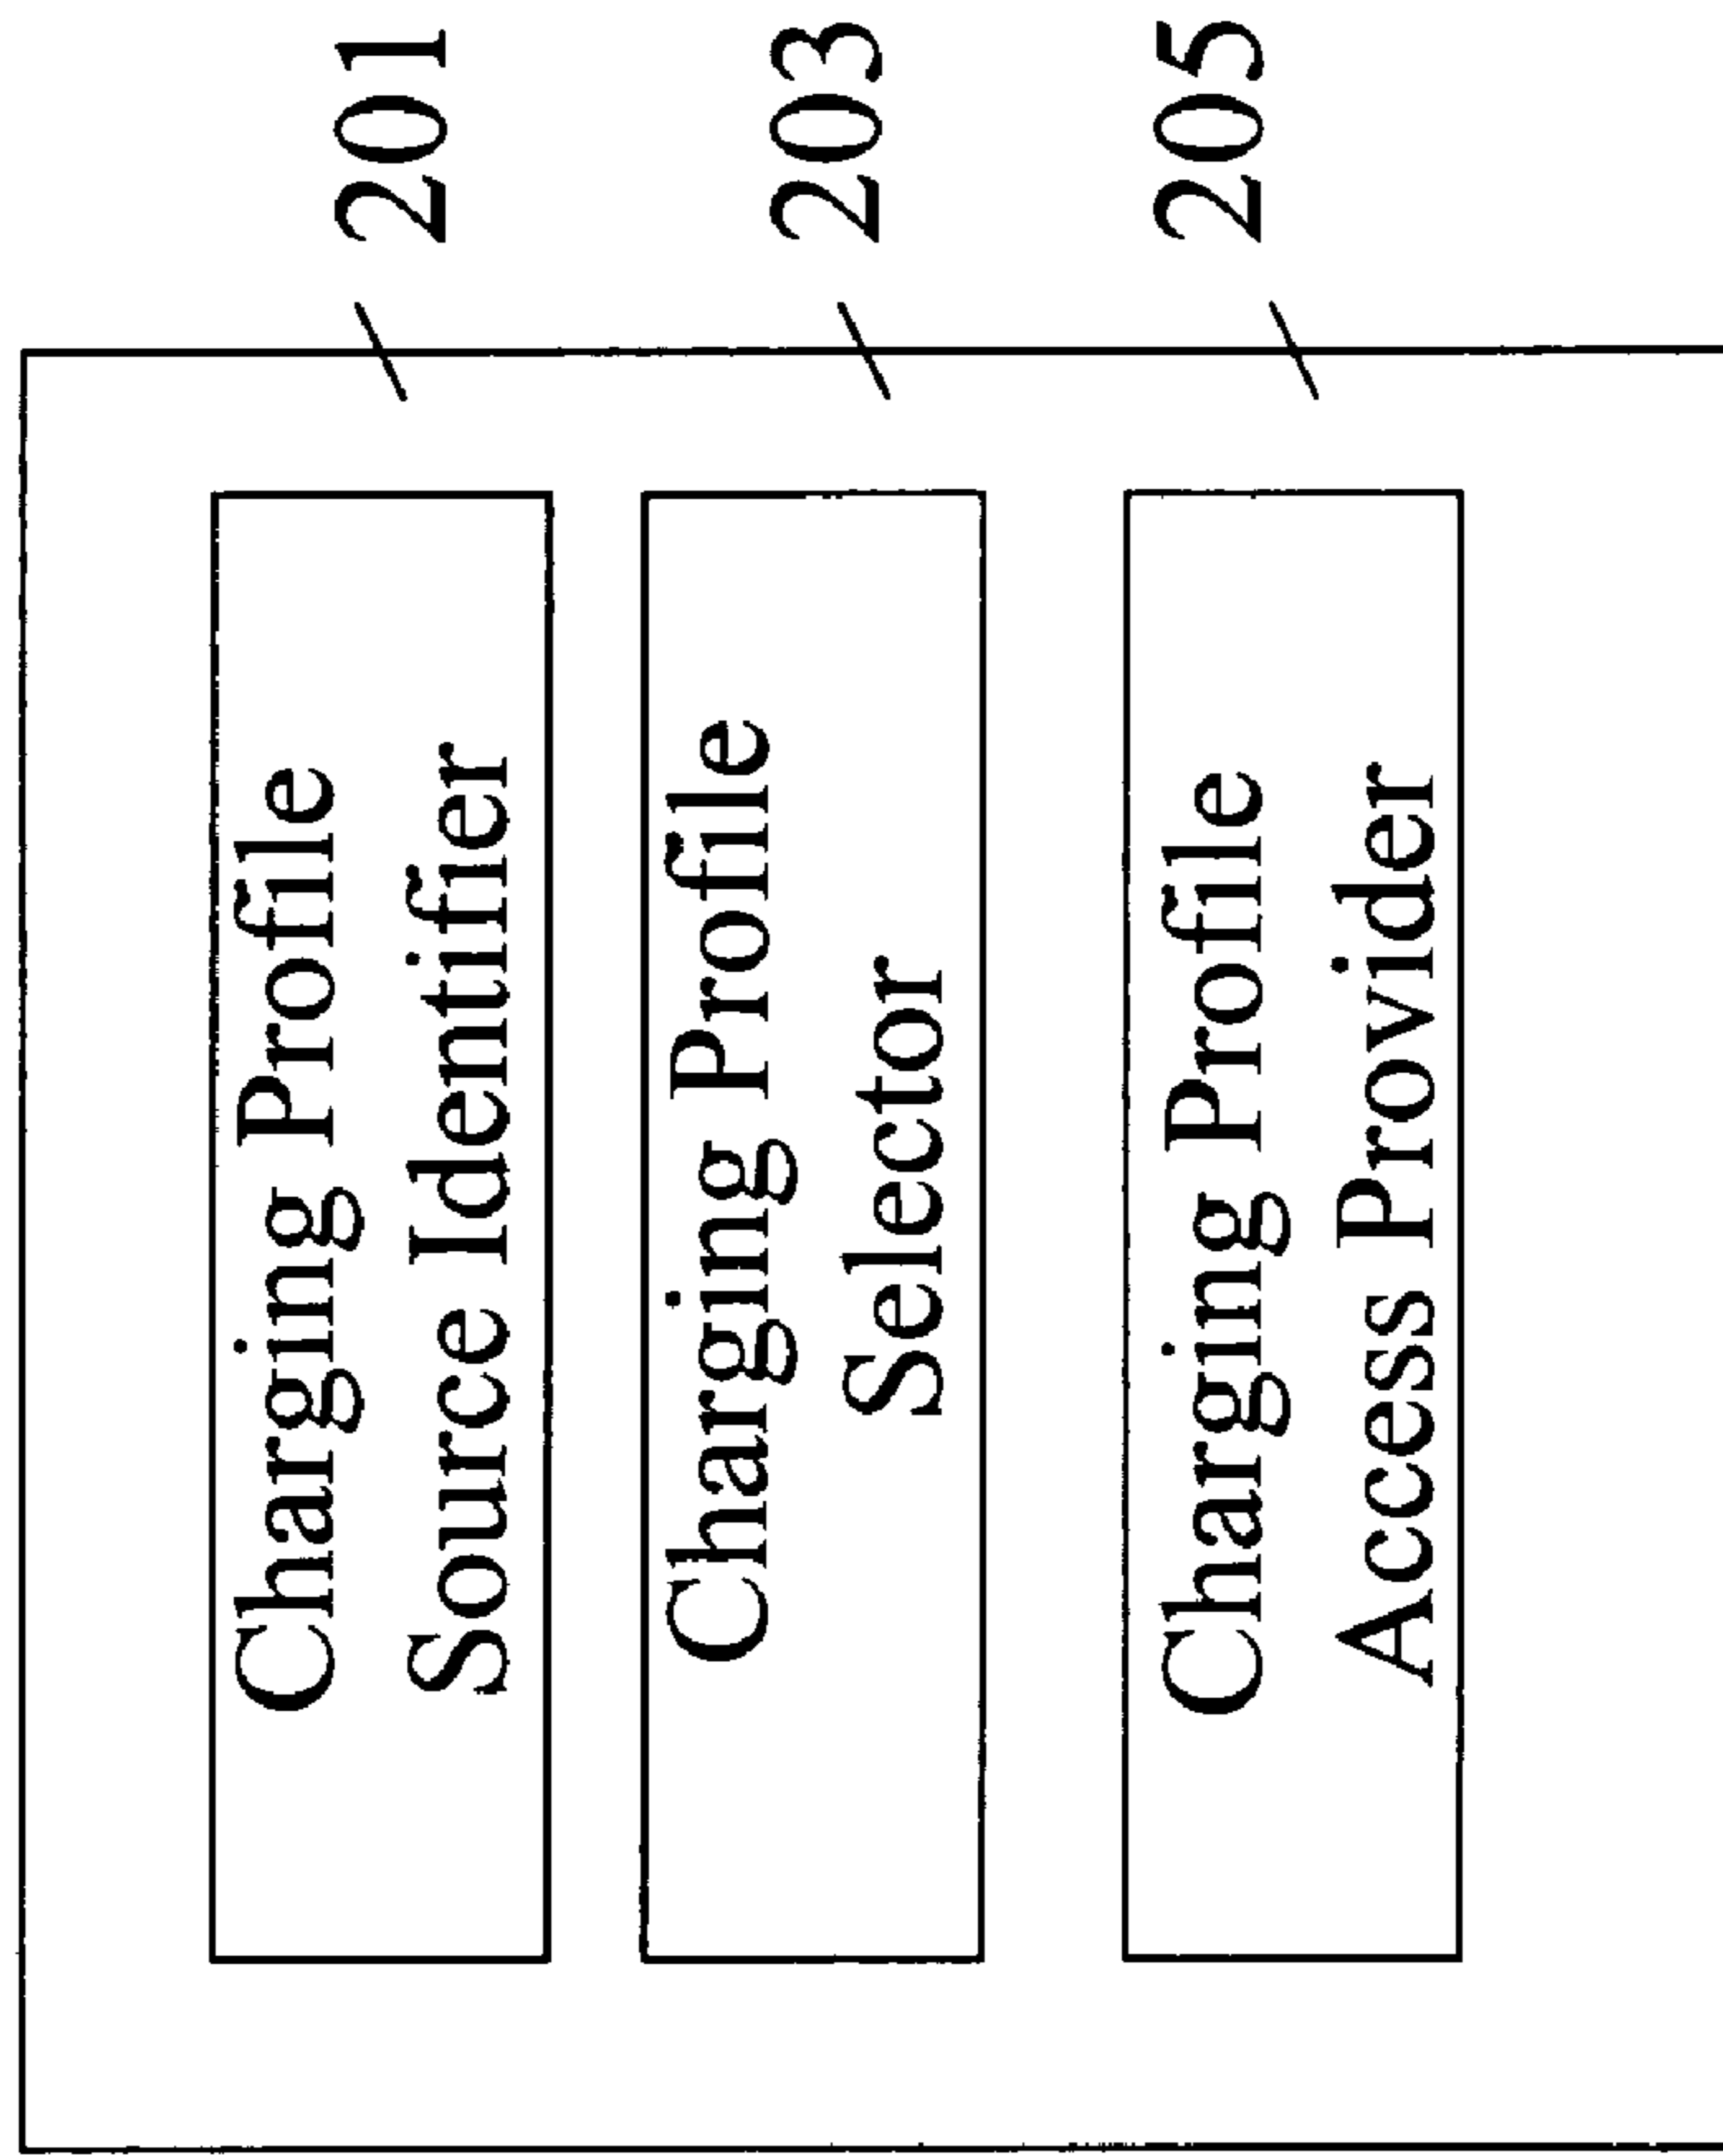 Charging Profile
Source Identifier
201
Charging Profile
Selector
203
Charging Profile
Access Provider
205